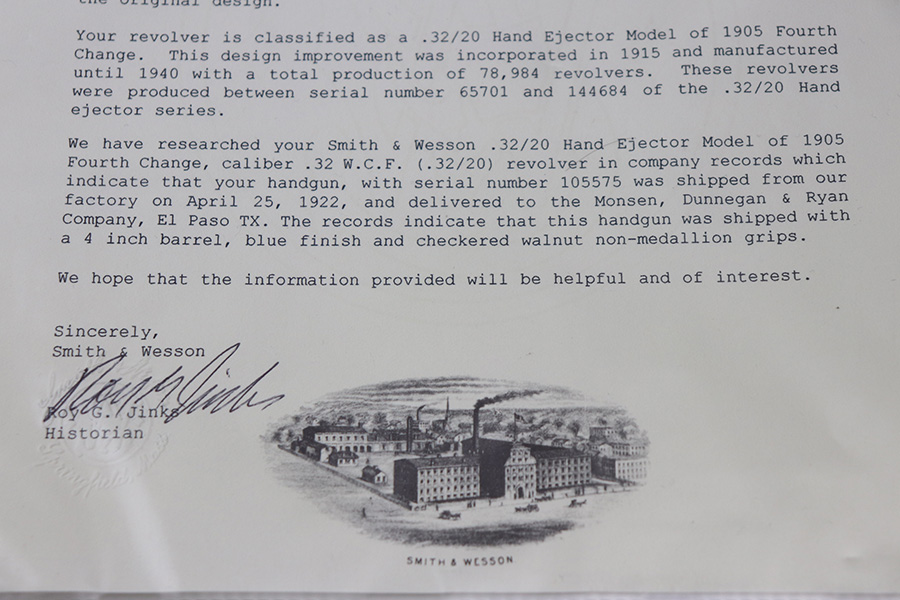 the original design.
Your revolver is classified as a .32/20 Hand Ejector Model of 1905 Fourth
Change. This design improvement was incorporated in 1915 and manufactured
until 1940 with a total production of 78,984 revolvers. These revolvers
were produced between serial number 65701 and 144684 of the .32/20 Hand
ejector series.
We have researched your Smith & Wesson .32/20 Hand Ejector Model of 1905
Fourth Change, caliber .32 W.C.F. (.32/20) revolver in company records which
indicate that your handgun, with serial number 105575 was shipped from our
factory on April 25, 1922, and delivered to the Monsen, Dunnegan & Ryan
Company, El Paso TX. The records indicate that this handgun was shipped with
a 4 inch barrel, blue finish and checkered walnut non-medallion grips.
We hope that the information provided will be helpful and of interest.
Sincerely,
Smith & Wesson
Roy G. Jinks
Roy G. Jinks
Historian
SMITH & WESSON